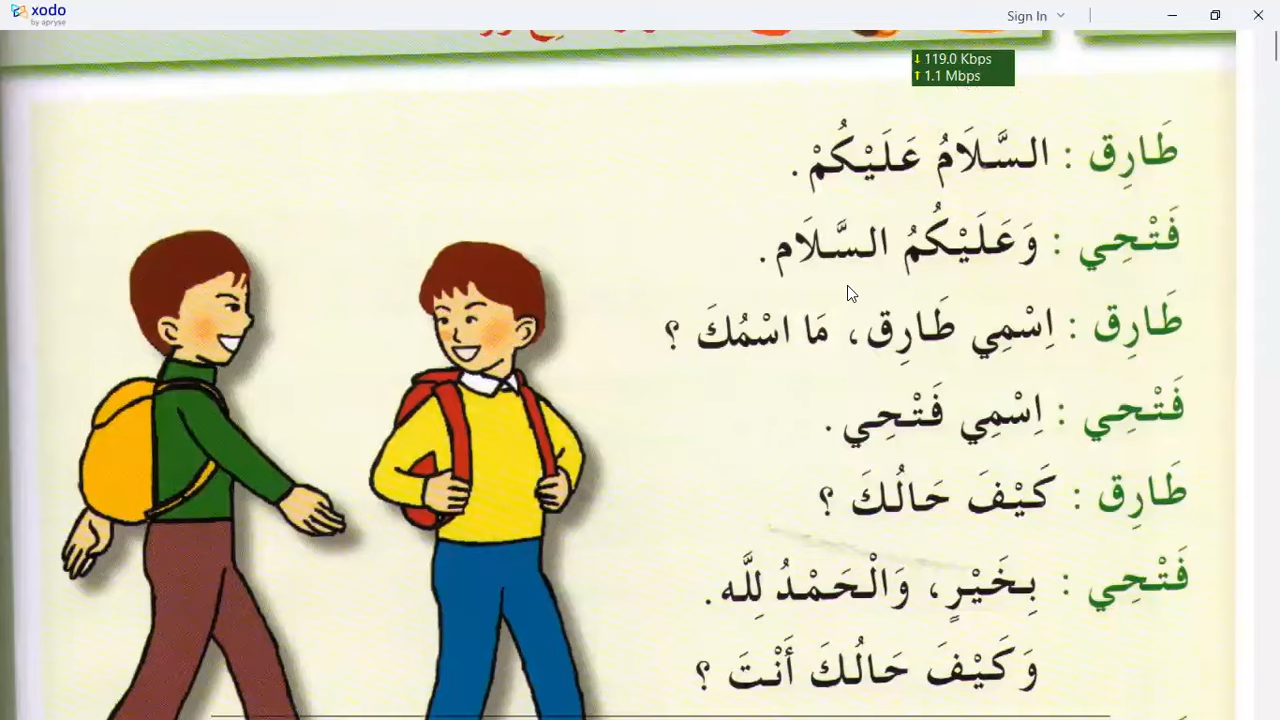 xodo
by apryse
Sign In
↓ 119.0 Kbps
↑ 1.1 Mbps
طَارِق : السَّلَامُ عَلَيْكُمْ.
فَتْحِي : وَعَلَيْكُمُ السَّلَام.
طَارِق : اِسْمِي طَارِق، مَا اسْمُكَ ؟
فَتْحِي : اِسْمِي فَتْحِي.
طَارِق : كَيْفَ حَالُكَ ؟
فَتْحِي : بِخَيْرٍ، وَالْحَمْدُ لِلَّه.
وَكَيْفَ حَالُكَ أَنْتَ ؟